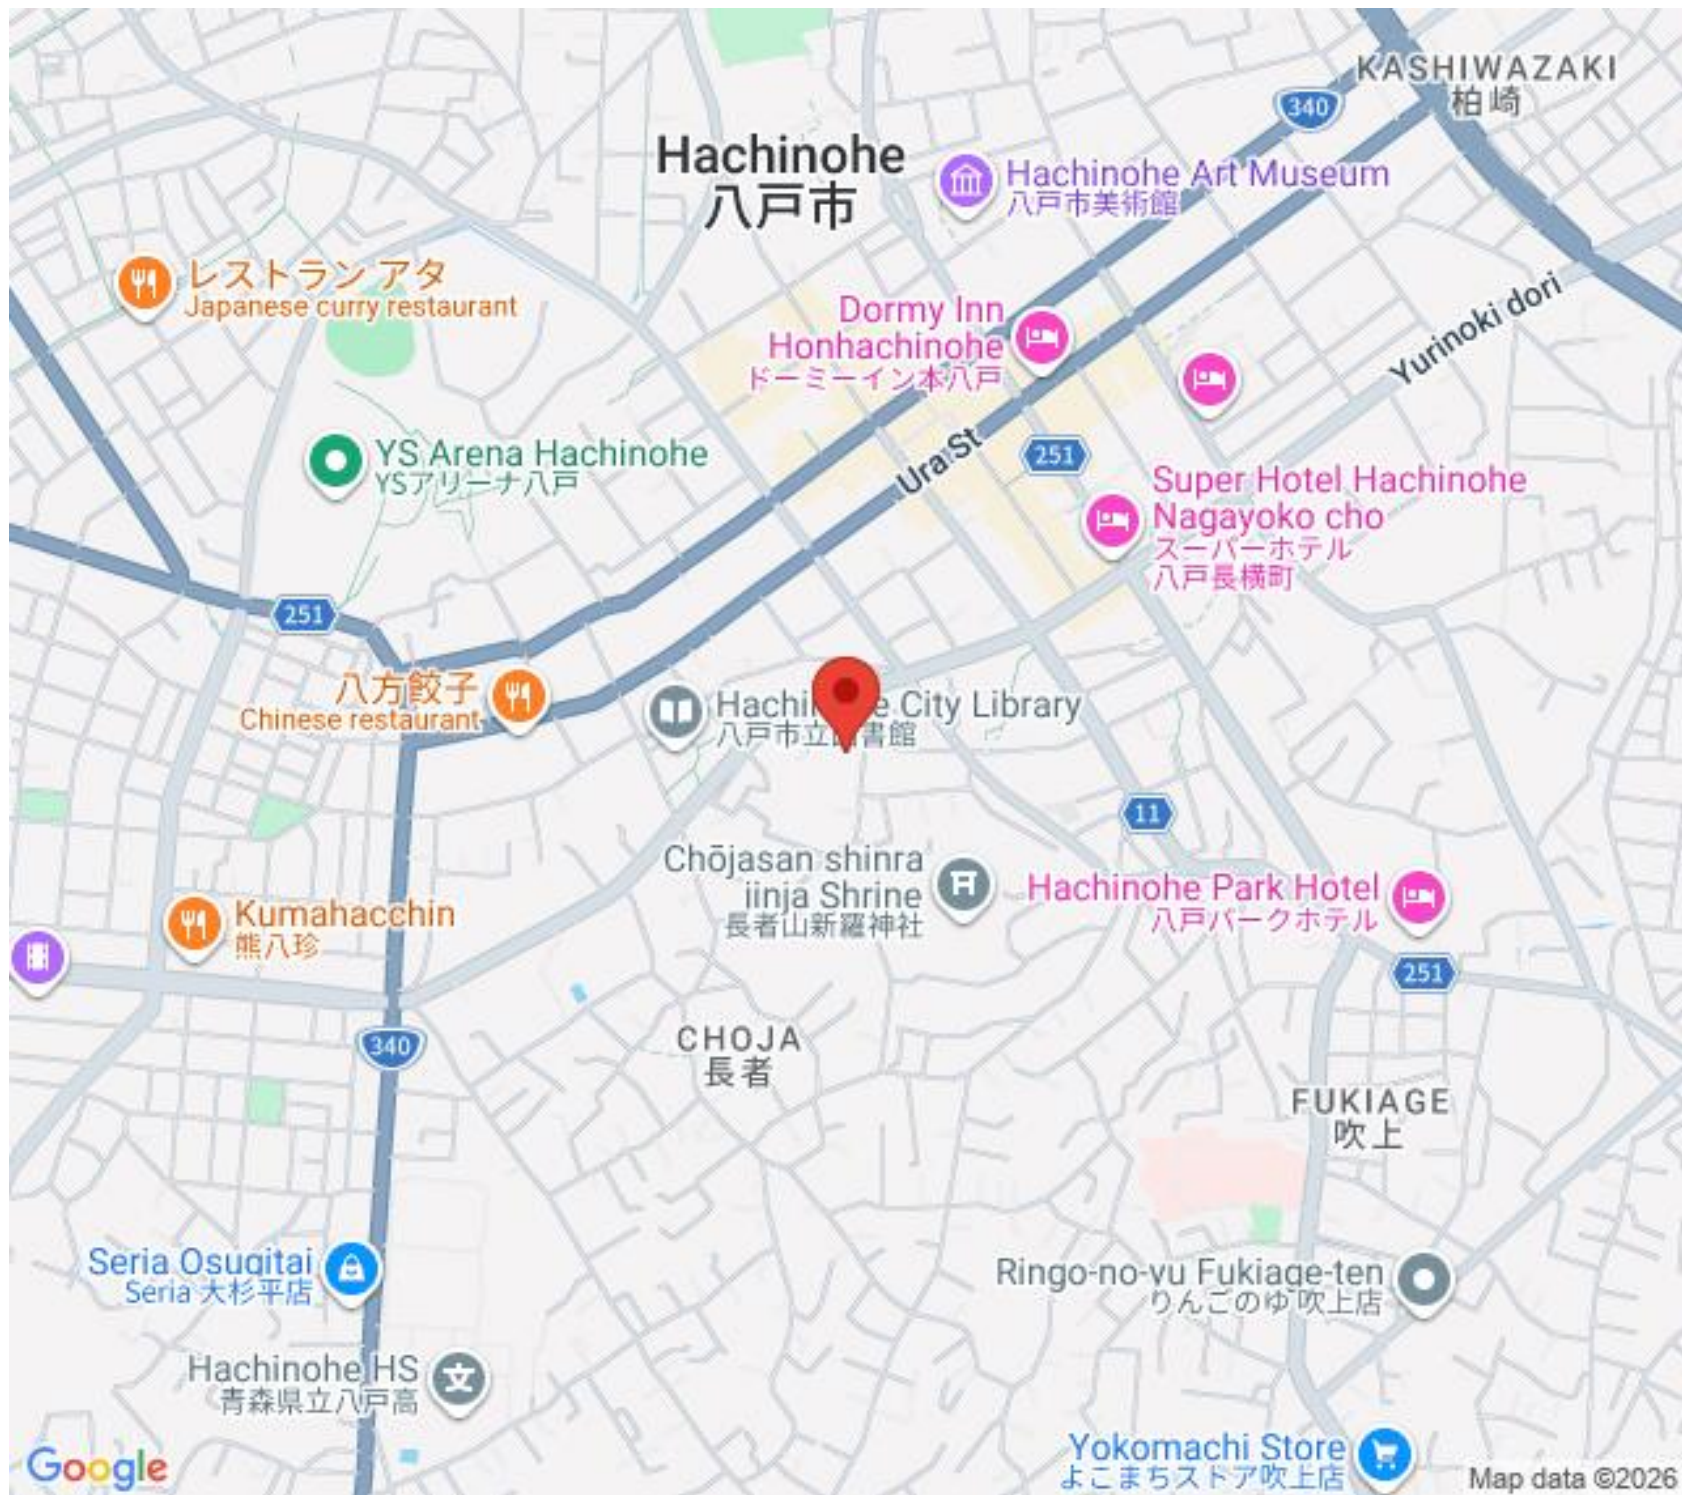 KASHIWAZAKI
柏崎
340
Hachinohe
八戸市
Hachinohe Art Museum
八戸市美術館
レストラン アタ
Japanese curry restaurant
Yurinoki dori
Dormy Inn
Honhachinohe
ドーミーイン本八戸
YS Arena Hachinohe
YSアリーナ八戸
Ura St
251
Super Hotel Hachinohe
Nagayoko cho
スーパーホテル
八戸長横町
251
八方餃子
Chinese restaurant
Hachin e City Library
八戸市立図書館
11
Chōjasan shinra
jinja Shrine
長者山新羅神社
Hachinohe Park Hotel
八戸パークホテル
Kumahacchin
熊八珍
251
340
CHOJA
長者
FUKIAGE
吹上
Seria Osugitai
Seria 大杉平店
Ringo-no-yu Fukiage-ten
りんごのゆ 吹上店
Hachinohe HS
青森県立八戸高
文
Yokomachi Store
よこまちストア吹上店
Google
Map data ©2026